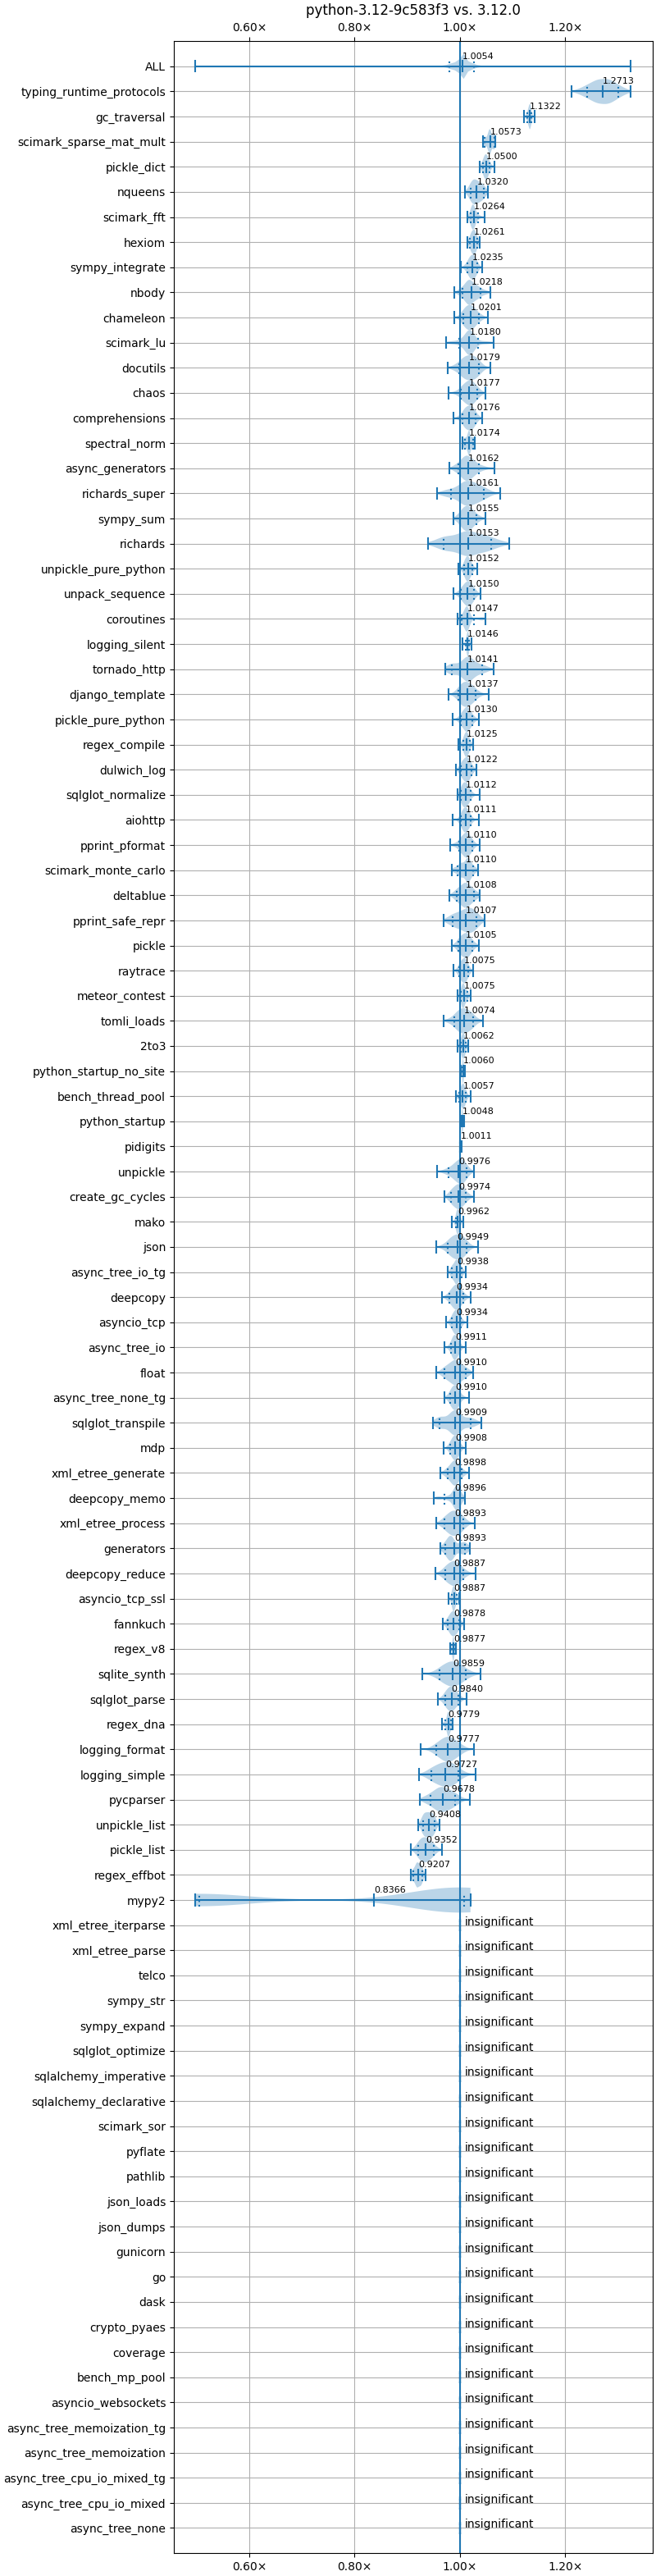 python-3.12-9c583f3 vs. 3.12.0
0.60× 0.80× 1.00× 1.20×
ALL 1.0054
typing_runtime_protocols 1.2713
gc_traversal 1.1322
scimark_sparse_mat_mult 1.0573
pickle_dict 1.0500
nqueens 1.0320
scimark_fft 1.0264
hexiom 1.0261
sympy_integrate 1.0235
nbody 1.0218
chameleon 1.0201
scimark_lu 1.0180
docutils 1.0179
chaos 1.0177
comprehensions 1.0176
spectral_norm 1.0174
async_generators 1.0162
richards_super 1.0161
sympy_sum 1.0155
richards 1.0153
unpickle_pure_python 1.0152
unpack_sequence 1.0150
coroutines 1.0147
logging_silent 1.0146
tornado_http 1.0141
django_template 1.0137
pickle_pure_python 1.0130
regex_compile 1.0125
dulwich_log 1.0122
sqlglot_normalize 1.0112
aiohttp 1.0111
pprint_pformat 1.0110
scimark_monte_carlo 1.0110
deltablue 1.0108
pprint_safe_repr 1.0107
pickle 1.0105
raytrace 1.0075
meteor_contest 1.0075
tomli_loads 1.0074
2to3 1.0062
python_startup_no_site 1.0060
bench_thread_pool 1.0057
python_startup 1.0048
pidigits 1.0011
unpickle 0.9976
create_gc_cycles 0.9974
mako 0.9962
json 0.9949
async_tree_io_tg 0.9938
deepcopy 0.9934
asyncio_tcp 0.9934
async_tree_io 0.9911
float 0.9910
async_tree_none_tg 0.9910
sqlglot_transpile 0.9909
mdp 0.9908
xml_etree_generate 0.9898
deepcopy_memo 0.9896
xml_etree_process 0.9893
generators 0.9893
deepcopy_reduce 0.9887
asyncio_tcp_ssl 0.9887
fannkuch 0.9878
regex_v8 0.9877
sqlite_synth 0.9859
sqlglot_parse 0.9840
regex_dna 0.9779
logging_format 0.9777
logging_simple 0.9727
pycparser 0.9678
unpickle_list 0.9408
pickle_list 0.9352
regex_effbot 0.9207
mypy2 0.8366
xml_etree_iterparse insignificant
xml_etree_parse insignificant
telco insignificant
sympy_str insignificant
sympy_expand insignificant
sqlglot_optimize insignificant
sqlalchemy_imperative insignificant
sqlalchemy_declarative insignificant
scimark_sor insignificant
pyflate insignificant
pathlib insignificant
json_loads insignificant
json_dumps insignificant
gunicorn insignificant
go insignificant
dask insignificant
crypto_pyaes insignificant
coverage insignificant
bench_mp_pool insignificant
asyncio_websockets insignificant
async_tree_memoization_tg insignificant
async_tree_memoization insignificant
async_tree_cpu_io_mixed_tg insignificant
async_tree_cpu_io_mixed insignificant
async_tree_none insignificant
0.60× 0.80× 1.00× 1.20×